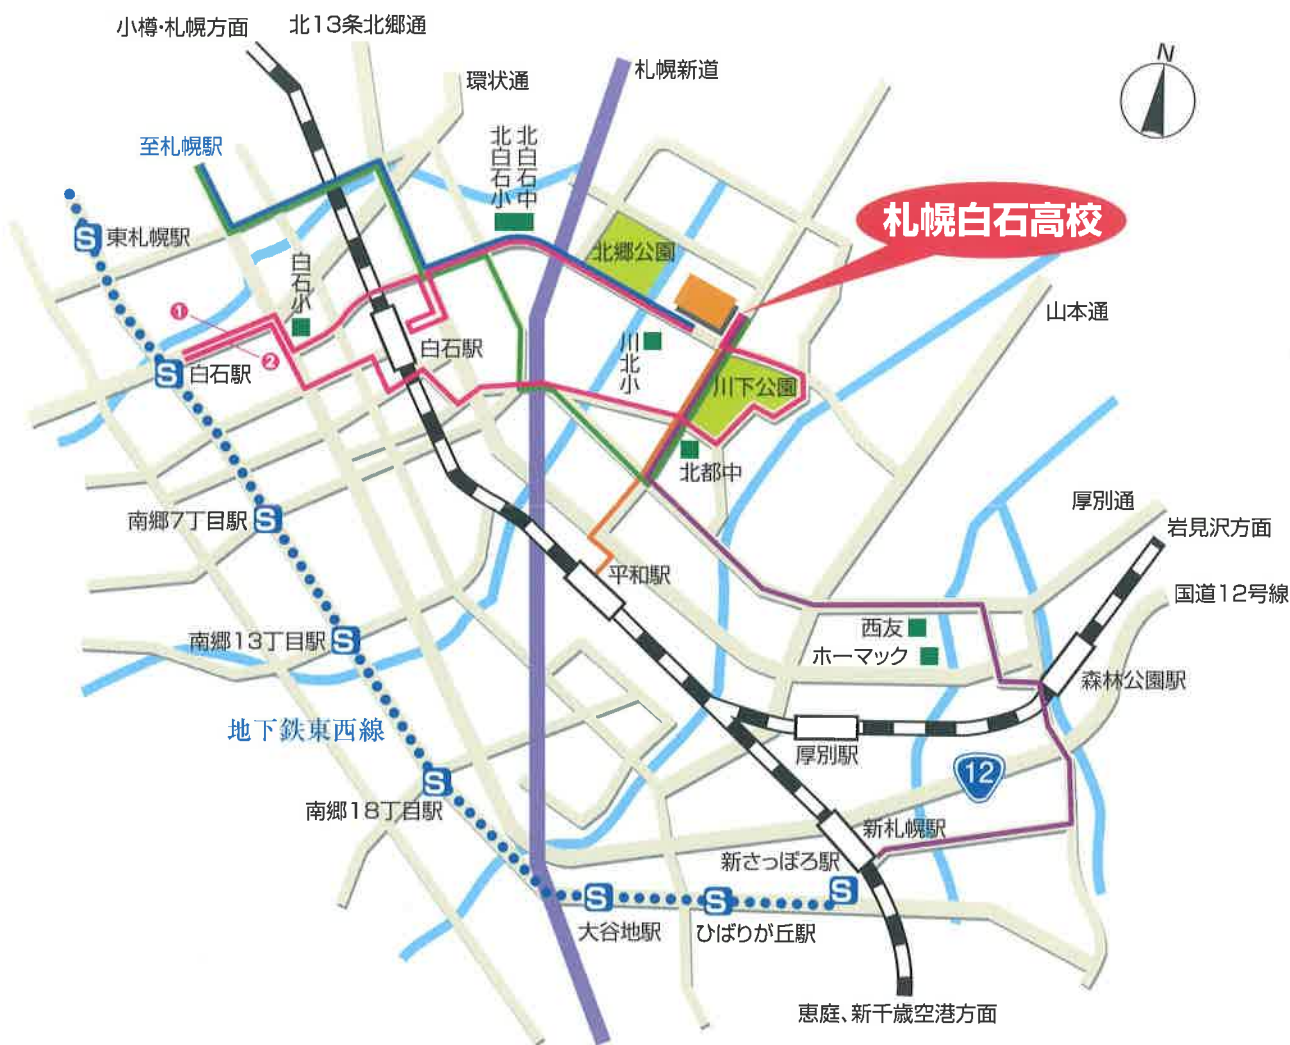 小樽・札幌方面
北13条北郷通
環状通
札幌新道
N
至札幌駅
北白石中
北白石小
札幌白石高校
S
東札幌駅
白石小
北郷公園
山本通
①
②
川北小
白石駅
S
白石駅
川下公園
北都中
厚別通
岩見沢方面
南郷7丁目駅
S
平和駅
国道12号線
西友
ホーマック
南郷13丁目駅
S
森林公園駅
地下鉄東西線
厚別駅
12
南郷18丁目駅
S
新札幌駅
新さっぽろ駅
S
S
S
大谷地駅
ひばりが丘駅
恵庭、新千歳空港方面